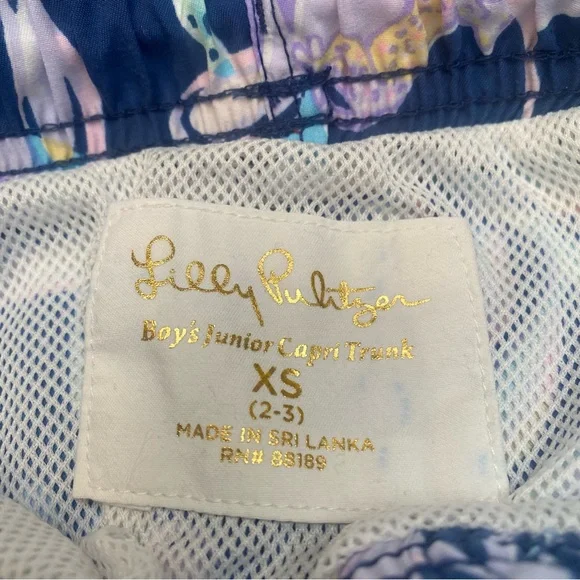 Lilly Pulitzer
Boy's Junior Capri Trunk
XS
(2-3)
MADE IN SRI LANKA
RN# 88189